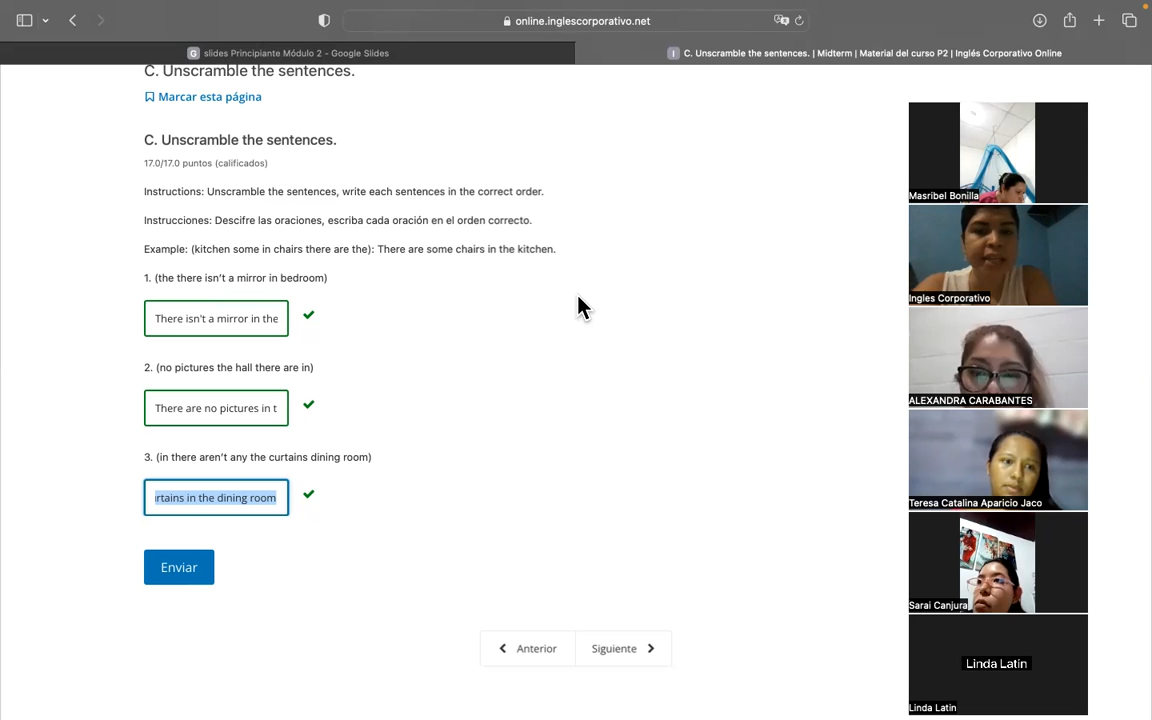 online.inglescorporativo.net
G slides Principiante Módulo 2 - Google Slides
I C. Unscramble the sentences. | Midterm | Material del curso P2 | Inglés Corporativo Online
C. Unscramble the sentences.
Marcar esta página
C. Unscramble the sentences.
17.0/17.0 puntos (calificados)
Instructions: Unscramble the sentences, write each sentences in the correct order.
Instrucciones: Descifre las oraciones, escriba cada oración en el orden correcto.
Example: (kitchen some in chairs there are the): There are some chairs in the kitchen.
1. (the there isn't a mirror in bedroom)
There isn't a mirror in the
2. (no pictures the hall there are in)
There are no pictures in t
3. (in there aren't any the curtains dining room)
rtains in the dining room
Enviar
Anterior
Siguiente
Masribel Bonilla
Ingles Corporativo
ALEXANDRA CARABANTES
Teresa Catalina Aparicio Jaco
Sarai Canjura
Linda Latin
Linda Latin